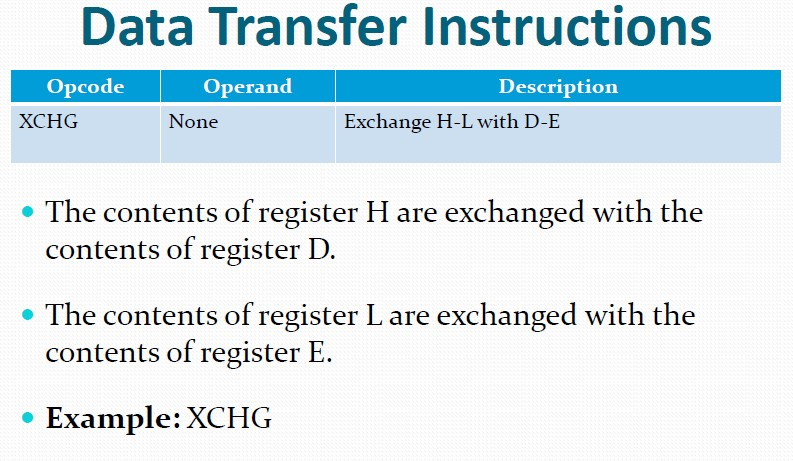 Data Transfer Instructions
Opcode Operand Description
XCHG None Exchange H-L with D-E
• The contents of register H are exchanged with the
contents of register D.
• The contents of register L are exchanged with the
contents of register E.
• Example: XCHG